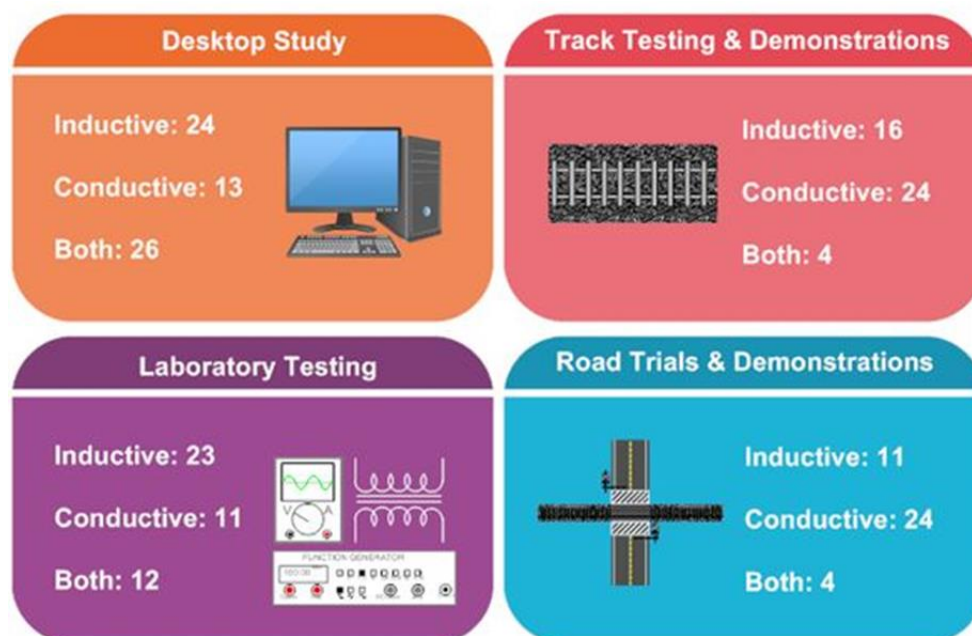 Desktop Study
Inductive: 24
Conductive: 13
Both: 26
Track Testing & Demonstrations
Inductive: 16
Conductive: 24
Both: 4
Laboratory Testing
Inductive: 23
Conductive: 11
Both: 12
V A
FUNCTION GENERATOR
Road Trials & Demonstrations
Inductive: 11
Conductive: 24
Both: 4